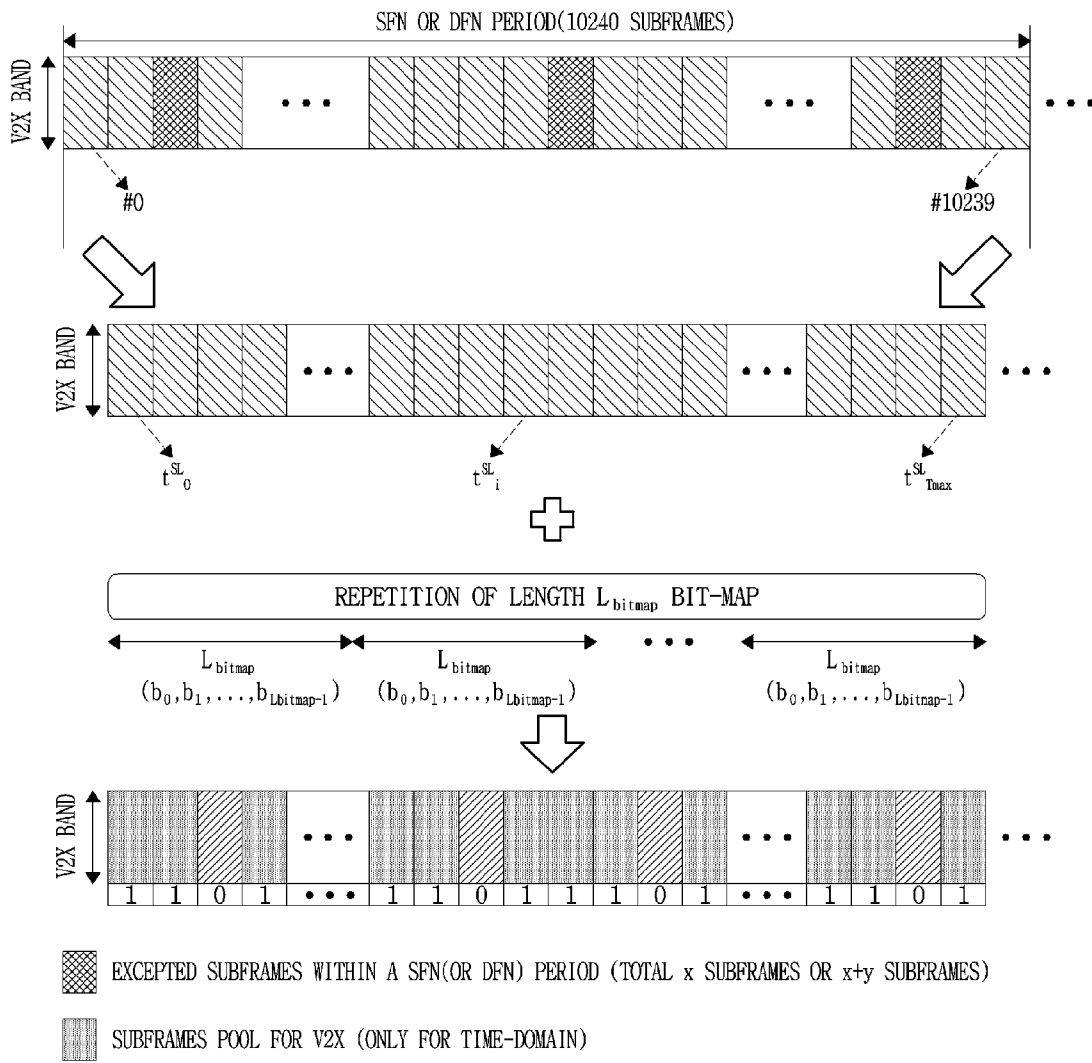 SFN OR DFN PERIOD(10240 SUBFRAMES)
V2X BAND
#0
#10239
V2X BAND
t^SL_0
t^SL_i
t^SL_Tmax
REPETITION OF LENGTH L_bitmap BIT-MAP
L_bitmap L_bitmap L_bitmap
(b_0,b_1,...,b_Lbitmap-1) (b_0,b_1,...,b_Lbitmap-1) (b_0,b_1,...,b_Lbitmap-1)
V2X BAND
1 1 0 1 ••• 1 1 0 1 1 1 0 1 ••• 1 1 0 1
EXCEPTED SUBFRAMES WITHIN A SFN(OR DFN) PERIOD (TOTAL x SUBFRAMES OR x+y SUBFRAMES)
SUBFRAMES POOL FOR V2X (ONLY FOR TIME-DOMAIN)